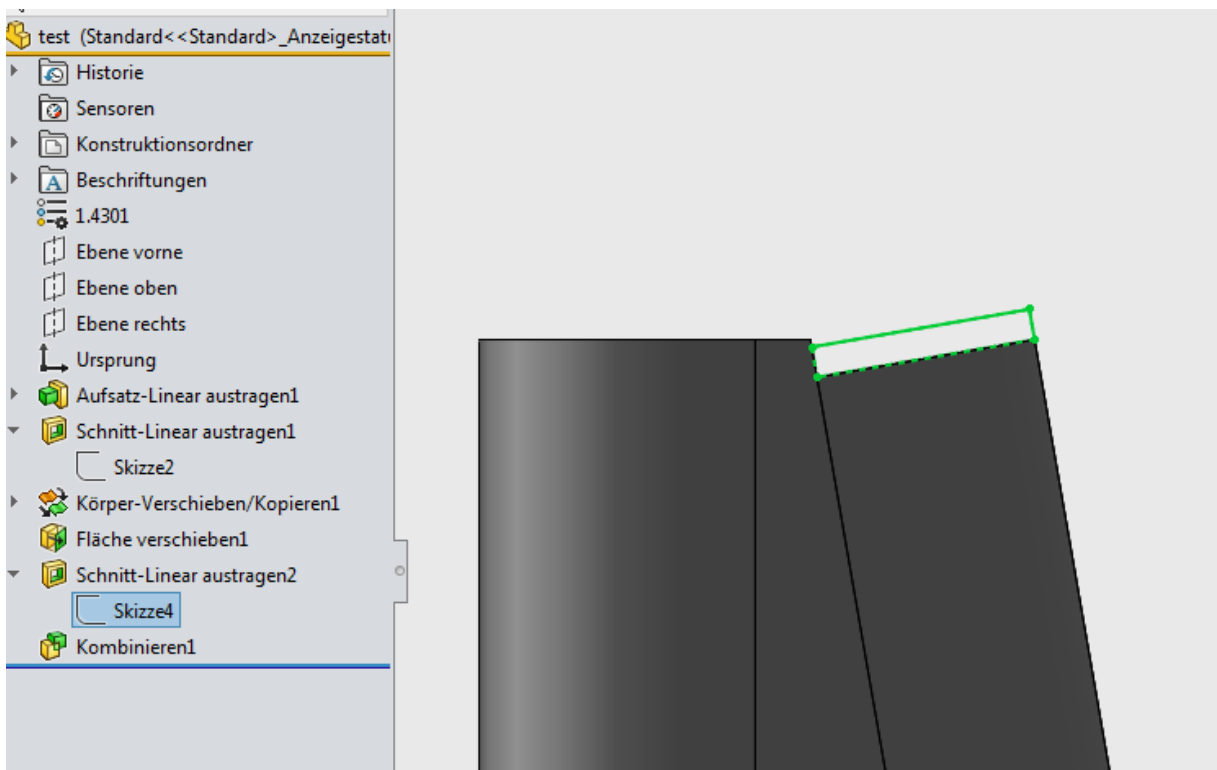 test (Standard<<Standard>_Anzeigestatu
Historie
Sensoren
Konstruktionsordner
Beschriftungen
1.4301
Ebene vorne
Ebene oben
Ebene rechts
Ursprung
Aufsatz-Linear austragen1
Schnitt-Linear austragen1
Skizze2
Körper-Verschieben/Kopieren1
Fläche verschieben1
Schnitt-Linear austragen2
Skizze4
Kombinieren1